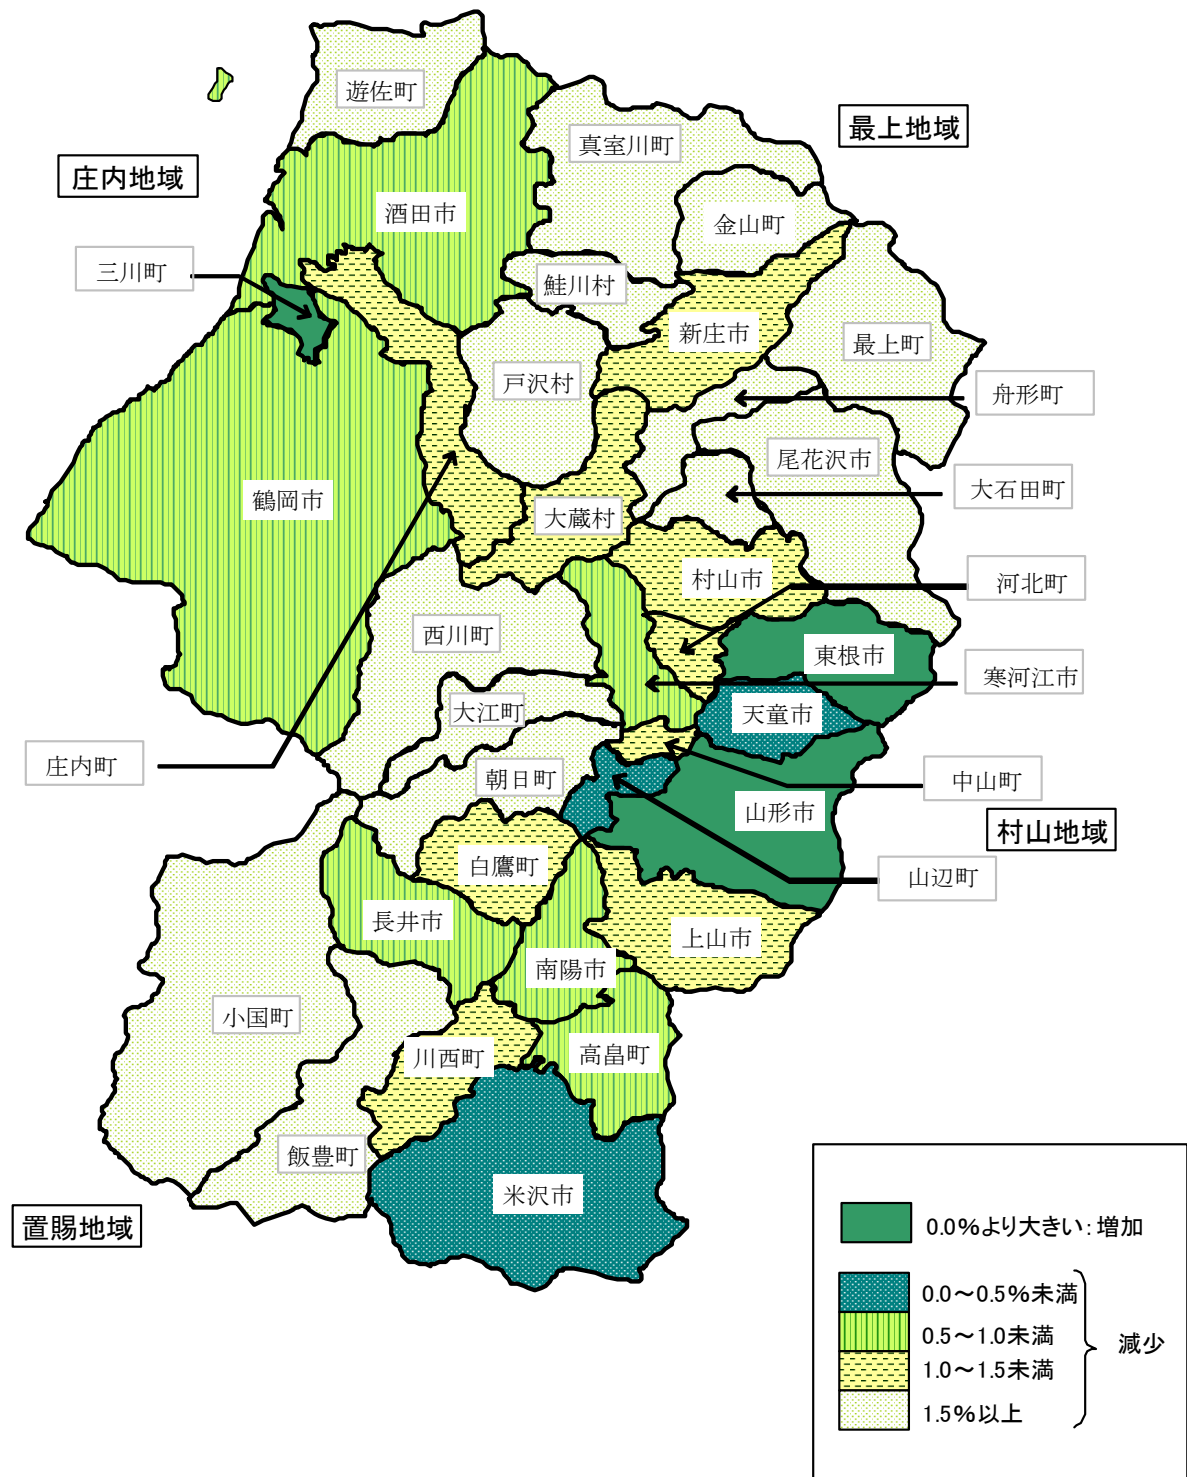 遊佐町
最上地域
真室川町
庄内地域
酒田市
金山町
三川町
鮭川村
新庄市
最上町
戸沢村
舟形町
尾花沢市
大石田町
鶴岡市
大蔵村
村山市
河北町
西川町
東根市
寒河江市
大江町
天童市
庄内町
朝日町
中山町
山形市
村山地域
白鷹町
山辺町
長井市
上山市
南陽市
小国町
川西町
高畠町
飯豊町
米沢市
置賜地域
0.0%より大きい：増加
0.0～0.5%未満
0.5～1.0未満
減少
1.0～1.5未満
1.5%以上